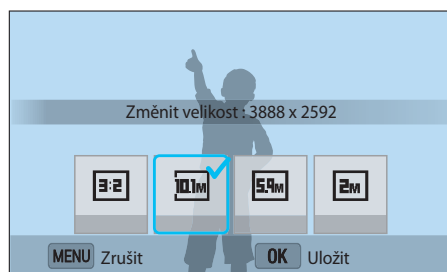 Změnit velikost : 3888 x 2592
3:2 10.1M 5.9M 2M
MENU Zrušit OK Uložit